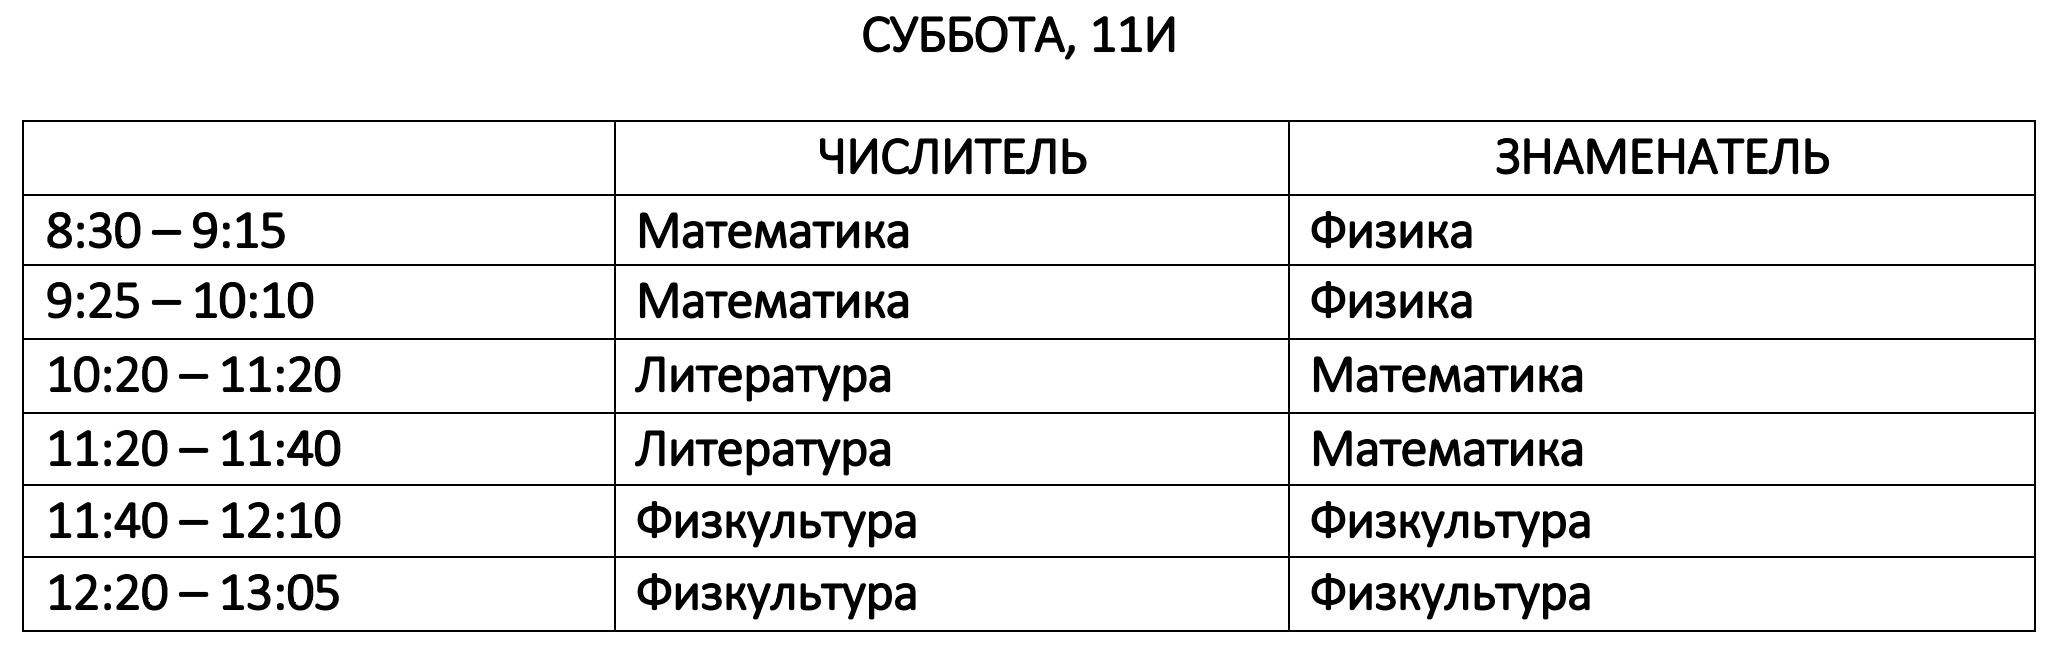 СУББОТА, 11И
ЧИСЛИТЕЛЬ ЗНАМЕНАТЕЛЬ
8:30 – 9:15 Математика Физика
9:25 – 10:10 Математика Физика
10:20 – 11:20 Литература Математика
11:20 – 11:40 Литература Математика
11:40 – 12:10 Физкультура Физкультура
12:20 – 13:05 Физкультура Физкультура